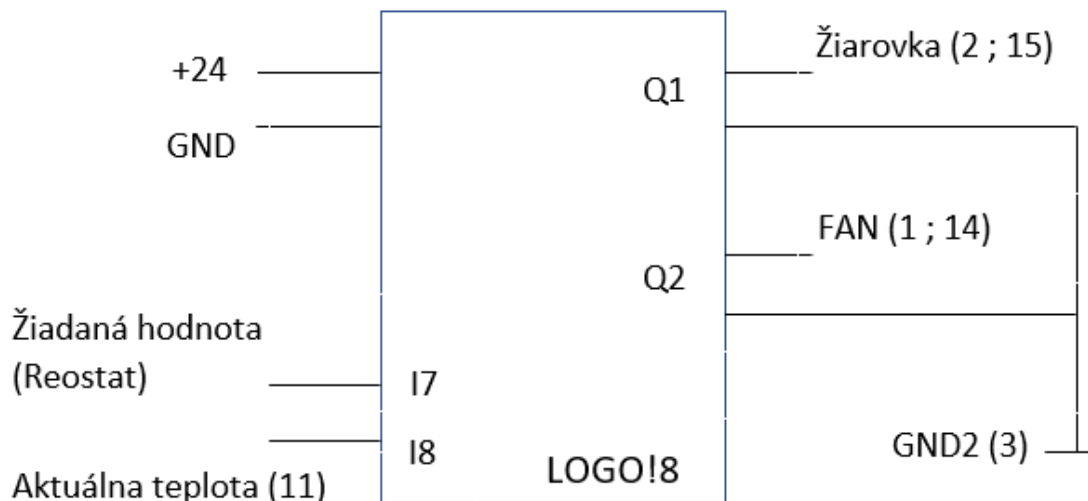 +24
GND
Žiadaná hodnota
(Reostat)
I7
I8
Aktuálna teplota (11)
LOGO!8
Q1
Žiarovka (2 ; 15)
Q2
FAN (1 ; 14)
GND2 (3)